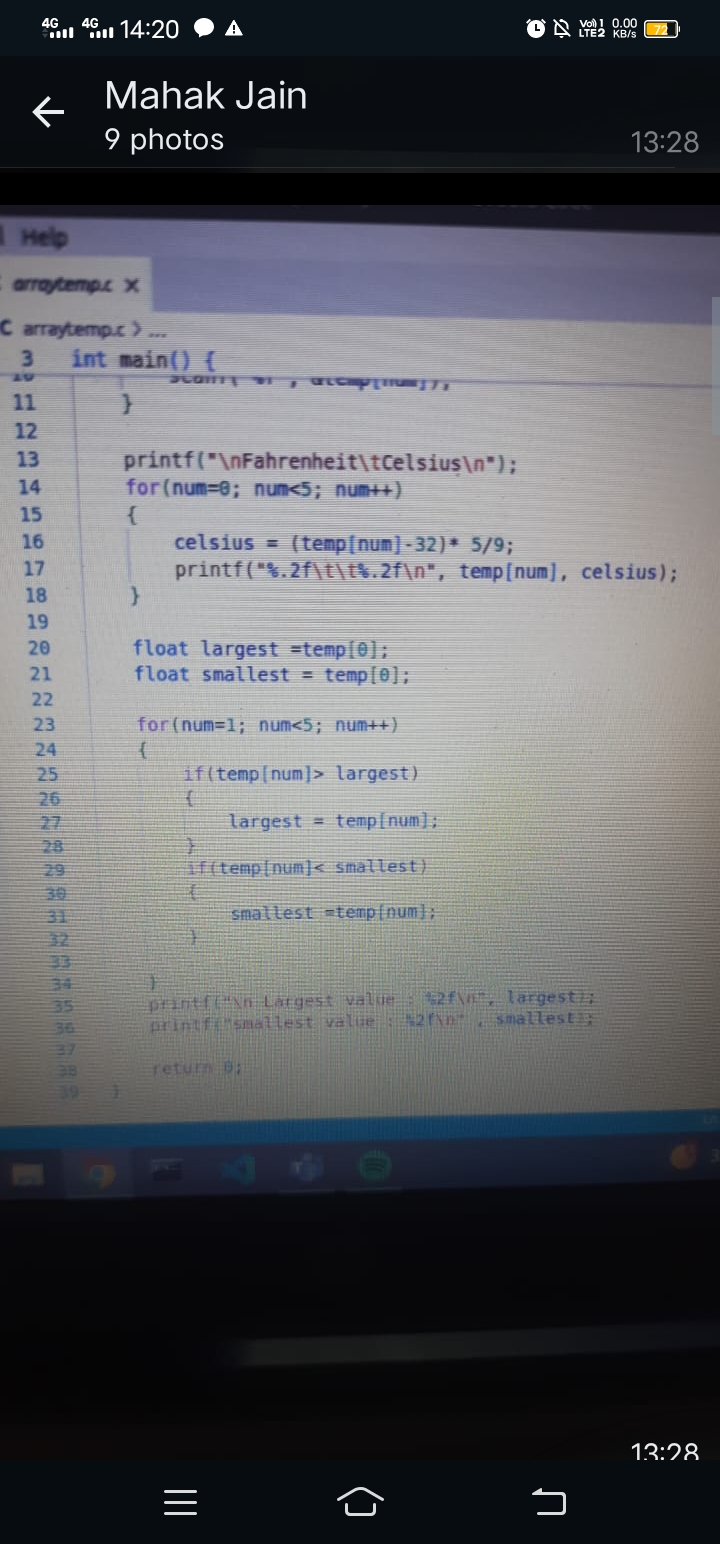 4G 4G 14:20 Vo) 1 LTE2 0.00 KB/s 72
Mahak Jain
9 photos 13:28
Help
arraytemp.c X
C arraytemp.c > ...
3 int main() {
10
11 }
12
13 printf("\nFahrenheit\tCelsius\n");
14 for(num=0; num<5; num++)
15 {
16 celsius = (temp[num]-32)* 5/9;
17 printf("%.2f\t\t%.2f\n", temp[num], celsius);
18 }
19
20 float largest =temp[0];
21 float smallest = temp[0];
22
23 for(num=1; num<5; num++)
24 {
25 if(temp[num]> largest)
26 {
27 largest = temp[num];
28 }
29 if(temp[num]< smallest)
30 {
31 smallest =temp[num];
32 }
33
34 }
35 printf("\n Largest value : %2f\n", largest);
36 printf("smallest value : %2f\n" , smallest);
37
38 return 0;
39 }
13:28